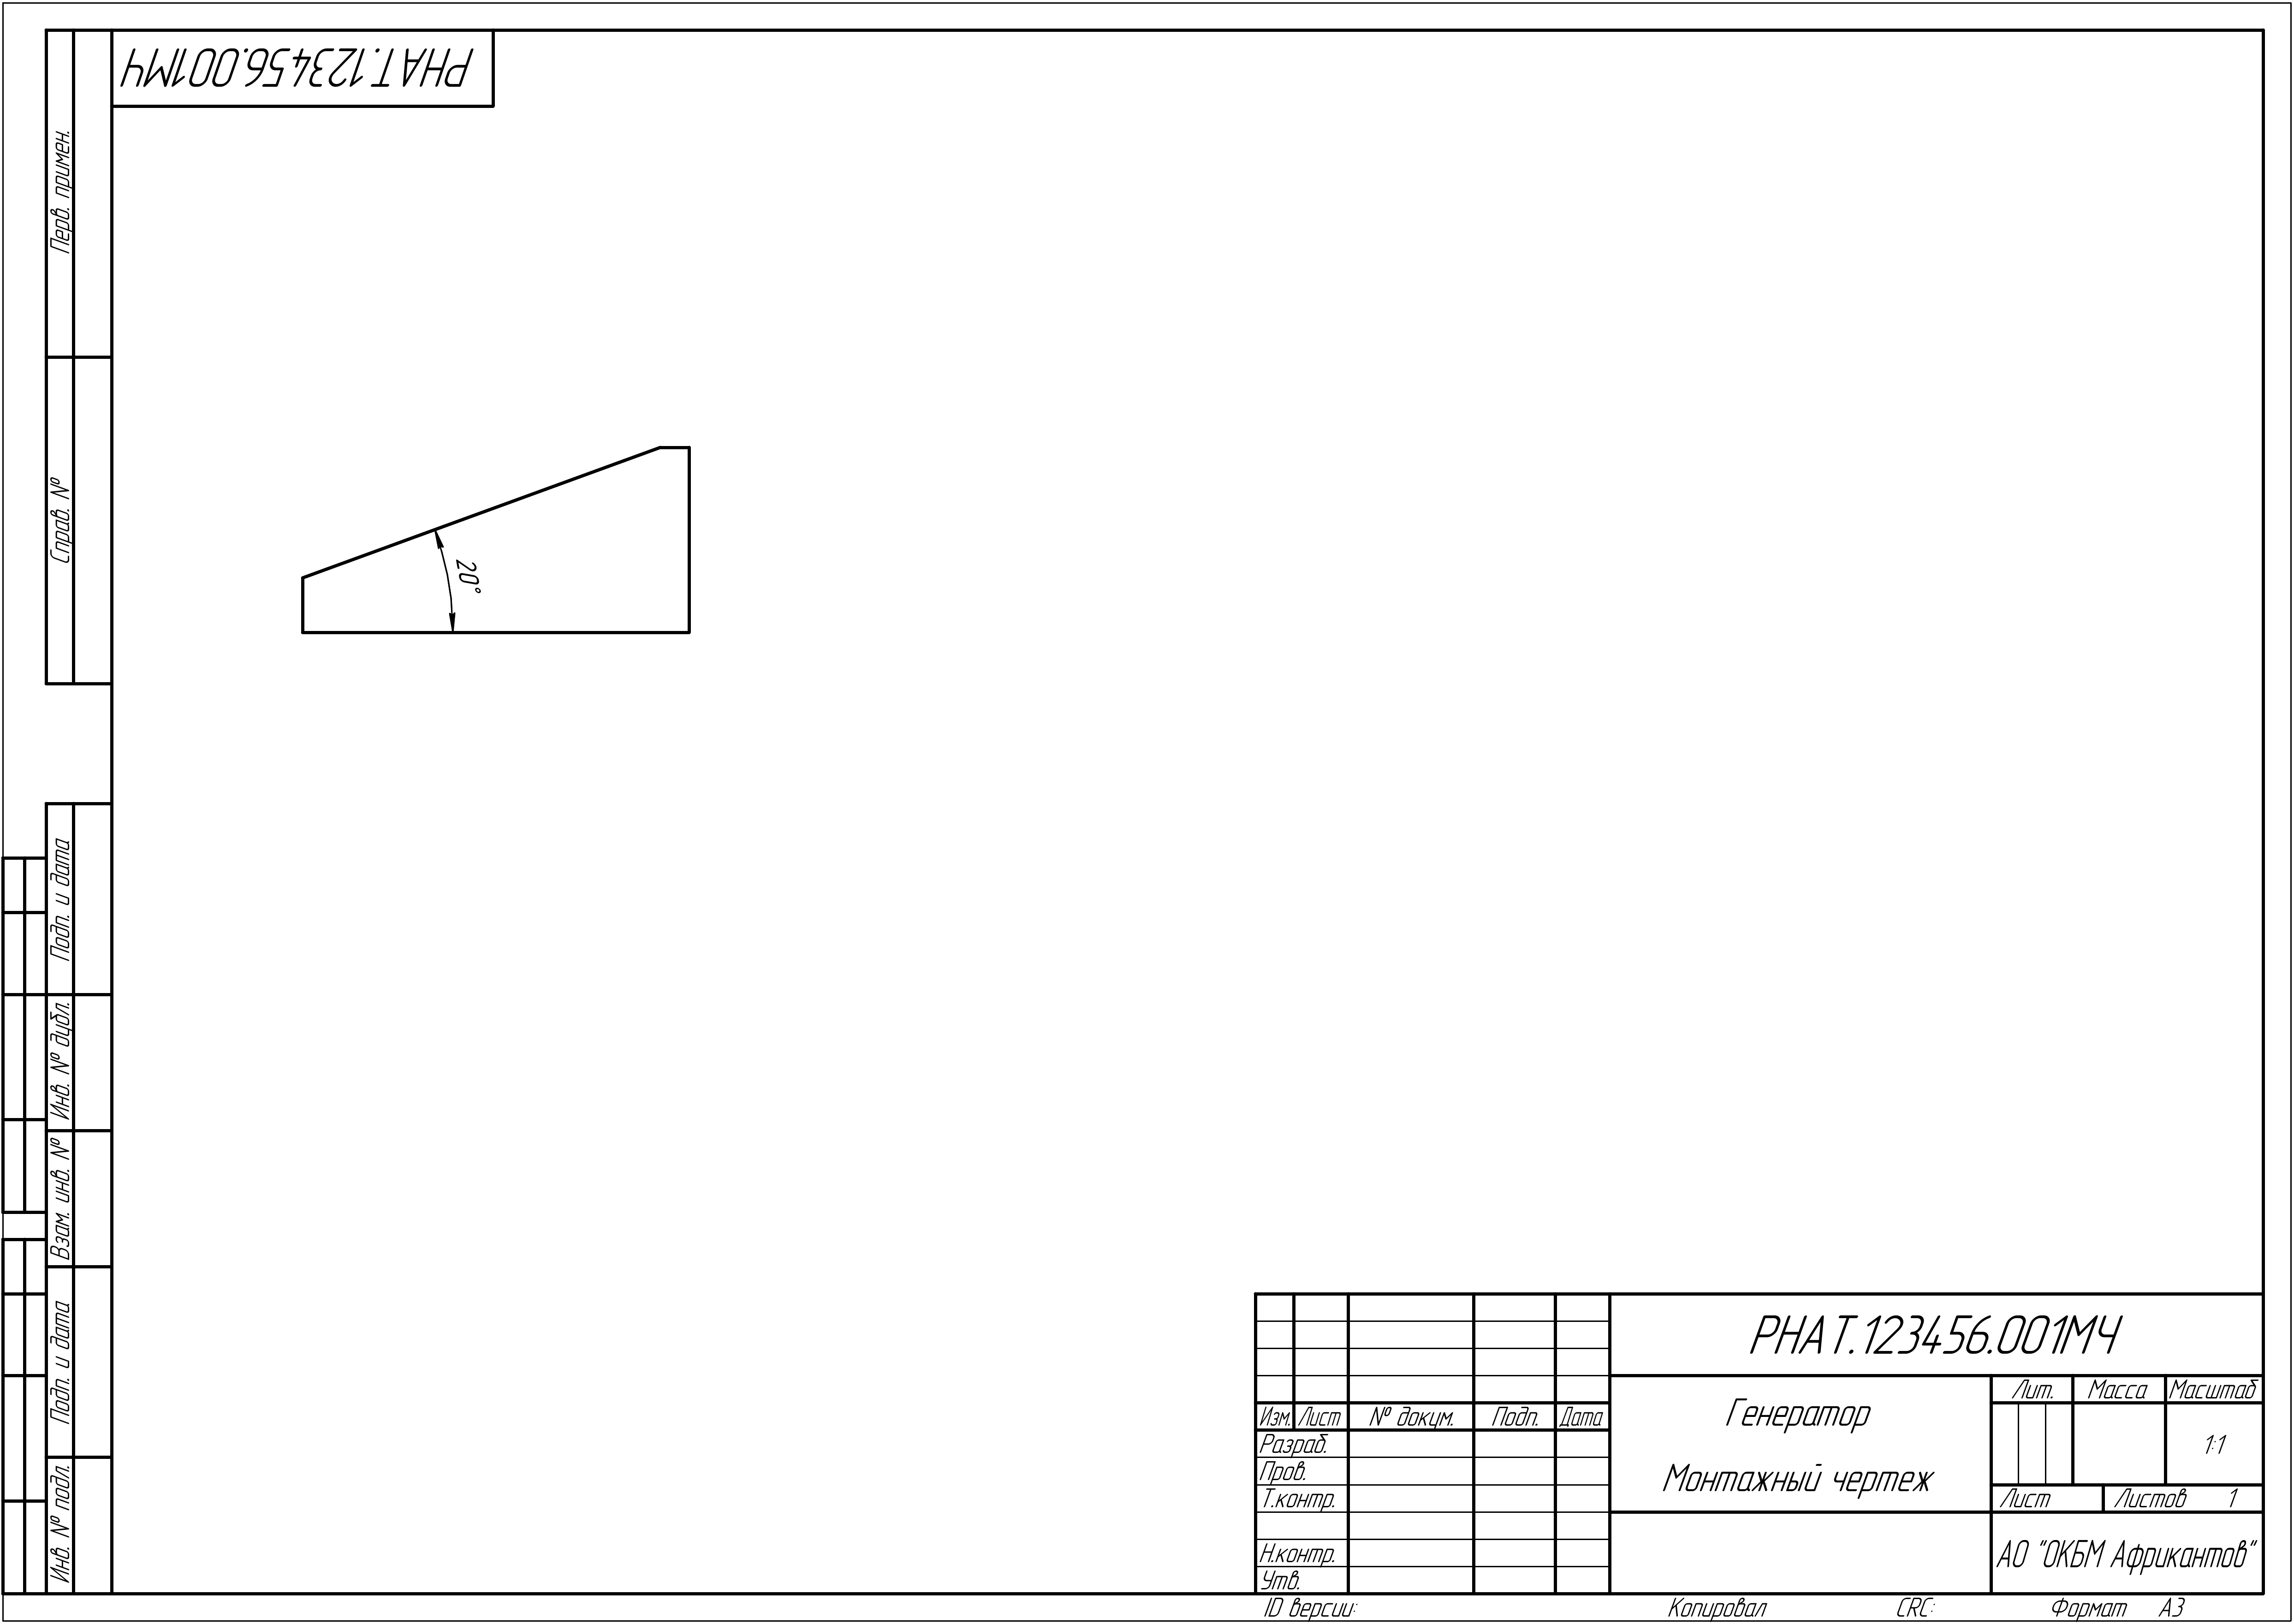 РНАТ.123456.001МЧ
Перв. примен.
Справ. №
20°
Подп. и дата
Инв. № дубл.
Взам. инв. №
Подп. и дата
Инв. № подл.
РНАТ.123456.001МЧ
Изм. Лист № докум. Подп. Дата
Разраб.
Пров.
Т.контр.
Н.контр.
Утв.
Генератор
Монтажный чертеж
Лит. Масса Масштаб
1:1
Лист Листов 1
АО "ОКБМ Африкантов"
ID версии: Копировал CRC: Формат А3